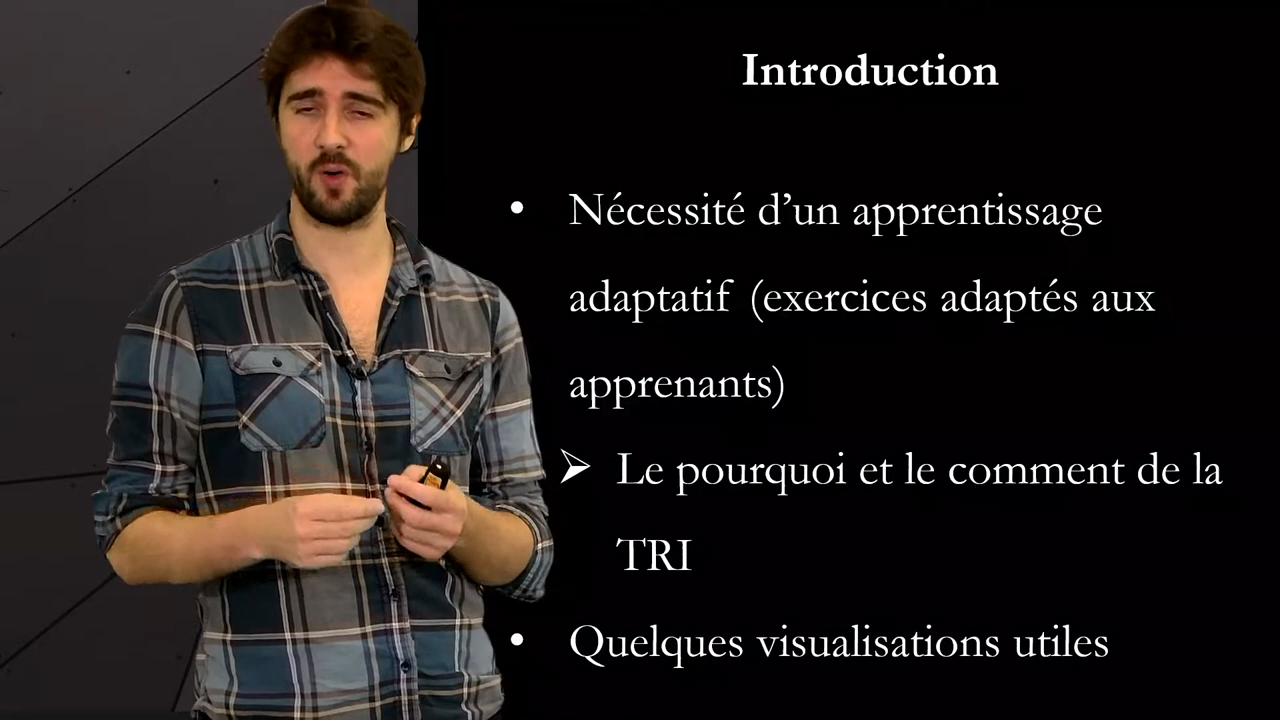 Introduction
• Nécessité d’un apprentissage
adaptatif (exercices adaptés aux
apprenants)
➢ Le pourquoi et le comment de la
TRI
• Quelques visualisations utiles